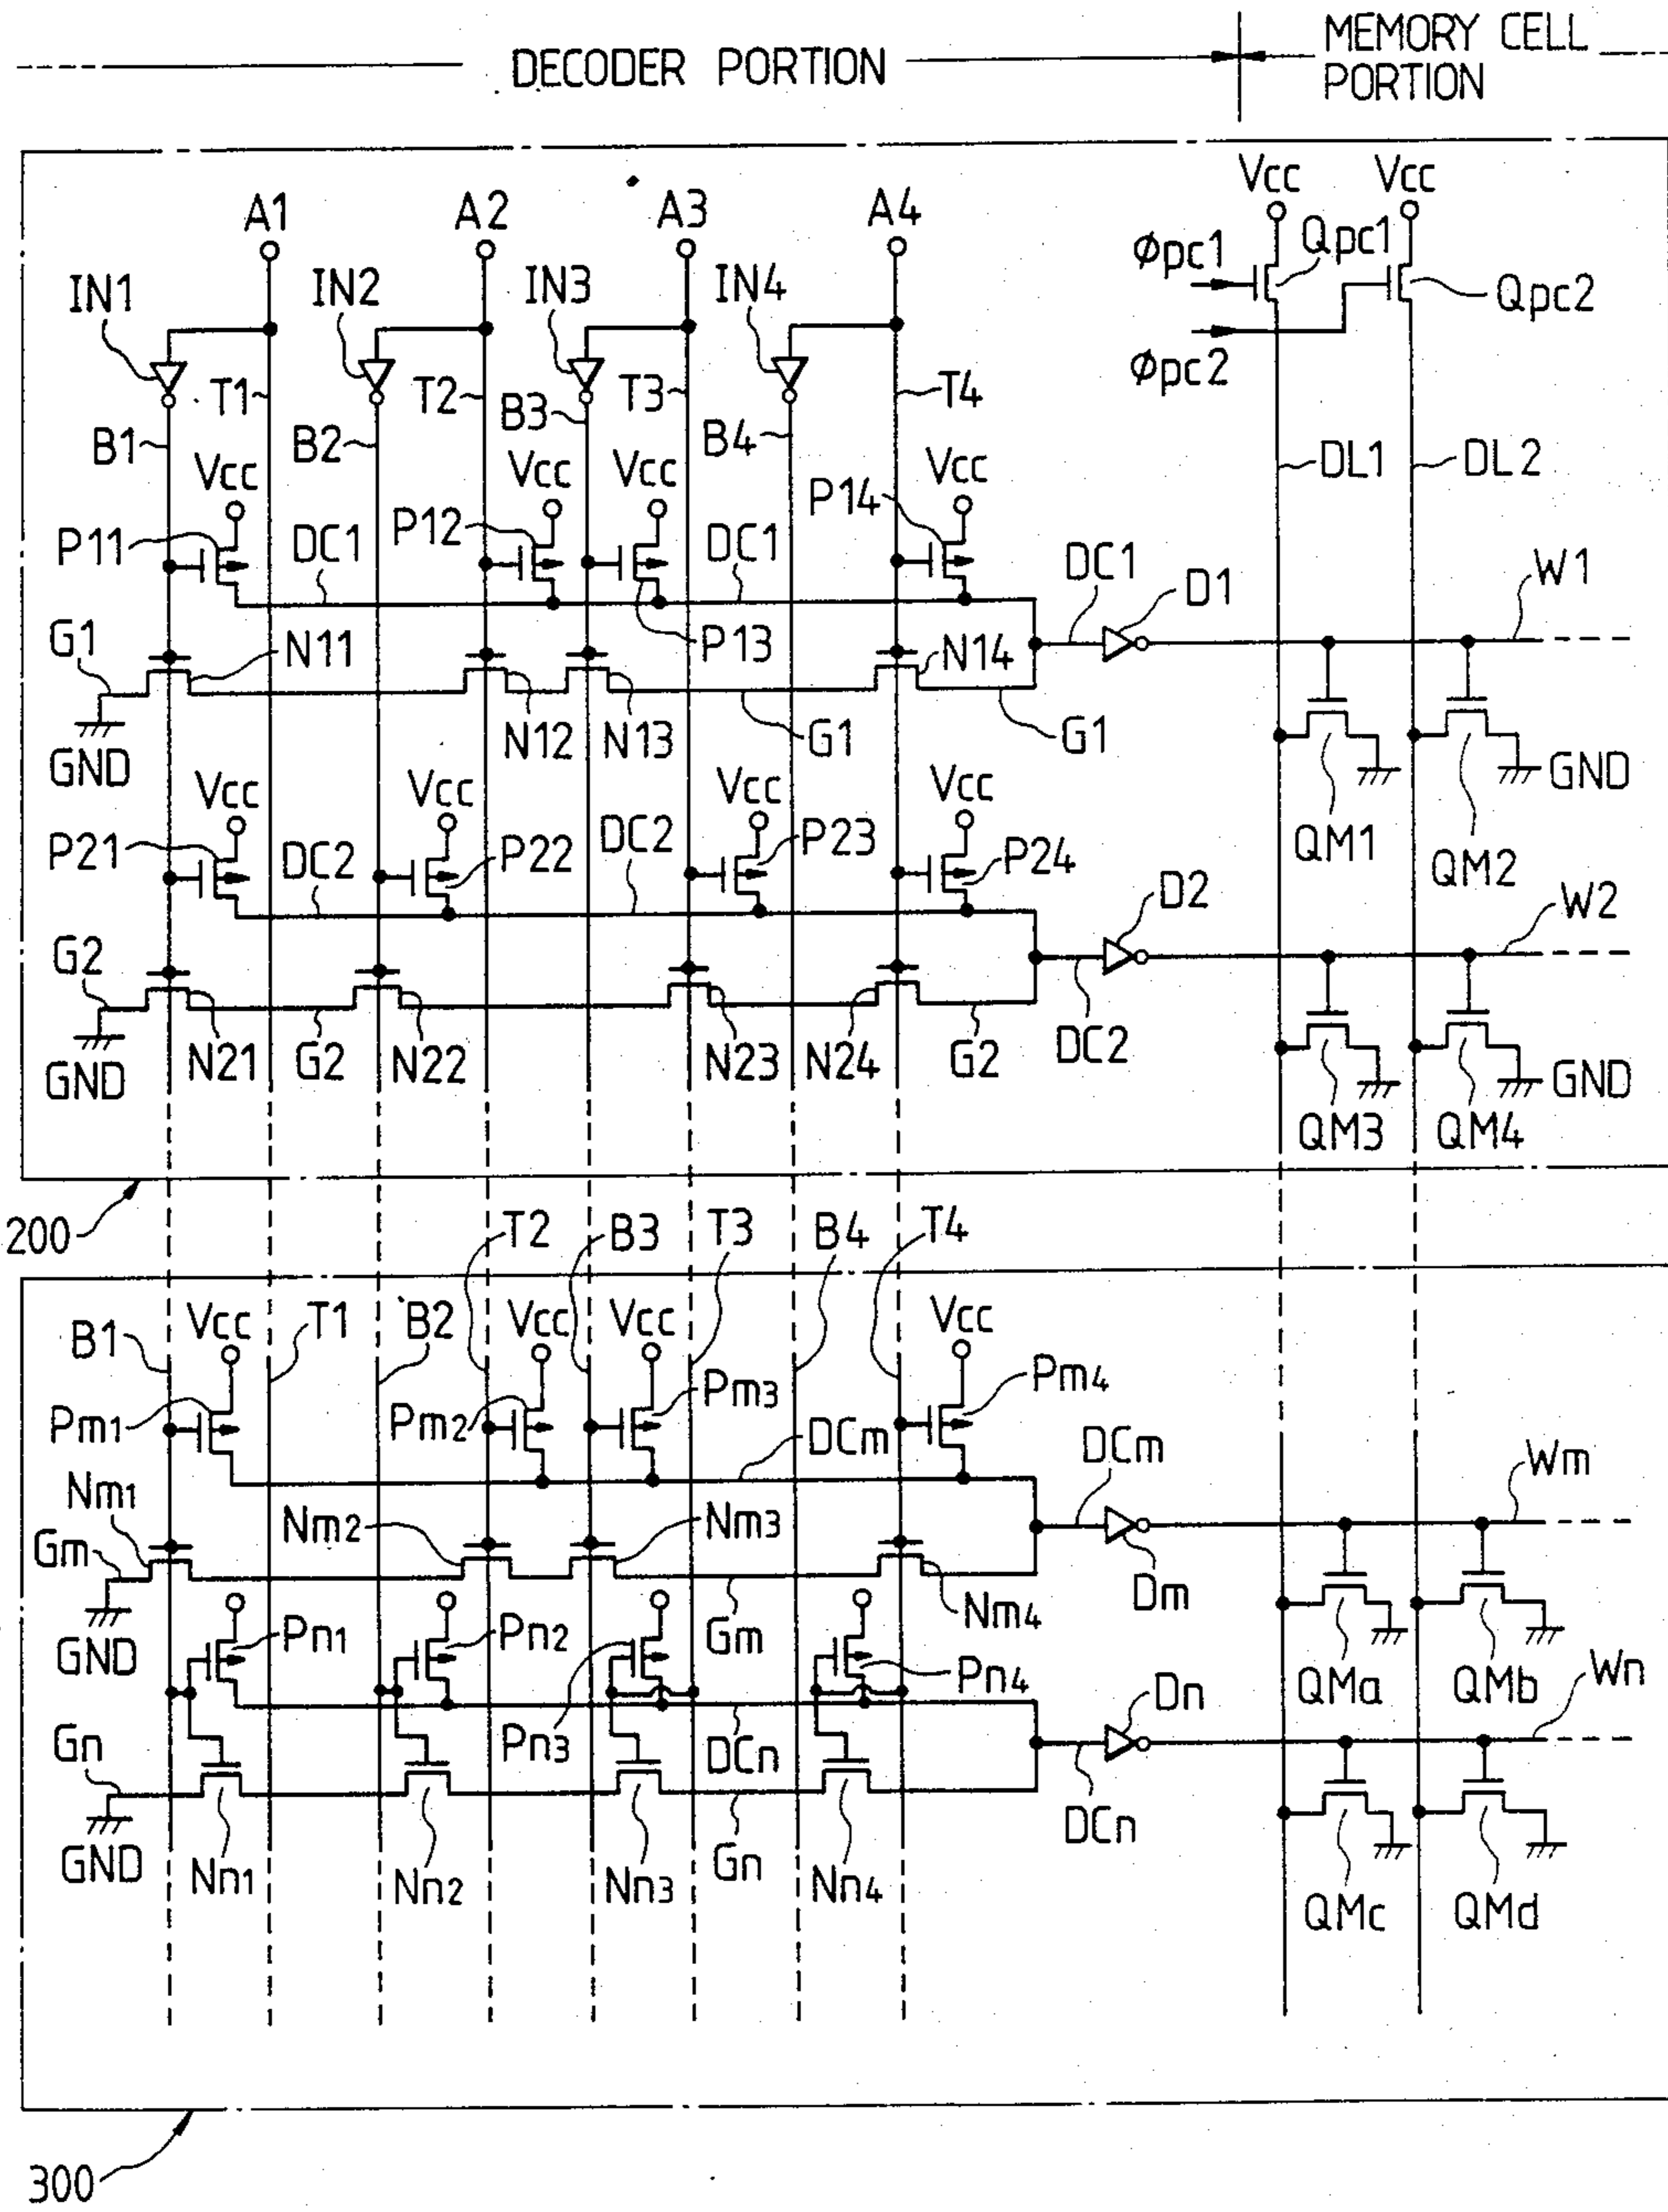 DECODER PORTION
MEMORY CELL
PORTION
A1 A2 A3 A4 Vcc Vcc
IN1 IN2 IN3 IN4 Φpc1 Qpc1 Qpc2
Φpc2
T1 T2 B3 T3 T4
B1 B2 B4 DL1 DL2
Vcc Vcc Vcc Vcc
P11 DC1 P12 DC1 P14 DC1 D1 W1
G1 N11 P13 N14
GND N12 N13 G1 G1
Vcc Vcc Vcc Vcc GND
P21 DC2 P22 DC2 P23 P24 QM1 QM2
D2 W2
G2
GND N21 G2 N22 N23 N24 G2 DC2 GND
QM3 QM4
200
T2 B3 T3 B4 T4
B1 Vcc T1 B2 Vcc Vcc Vcc
Pm1 Pm2 Pm3 Pm4
DCm DCm Wm
Nm1 Nm2 Nm3
Gm Dm
GND Pn1 Pn2 Gm Nm4
Pn4 QMa QMb Wn
Pn3 DCn Dn
Gn
GND Nn1 Nn2 Nn3 Gn Nn4 DCn
QMc QMd
300